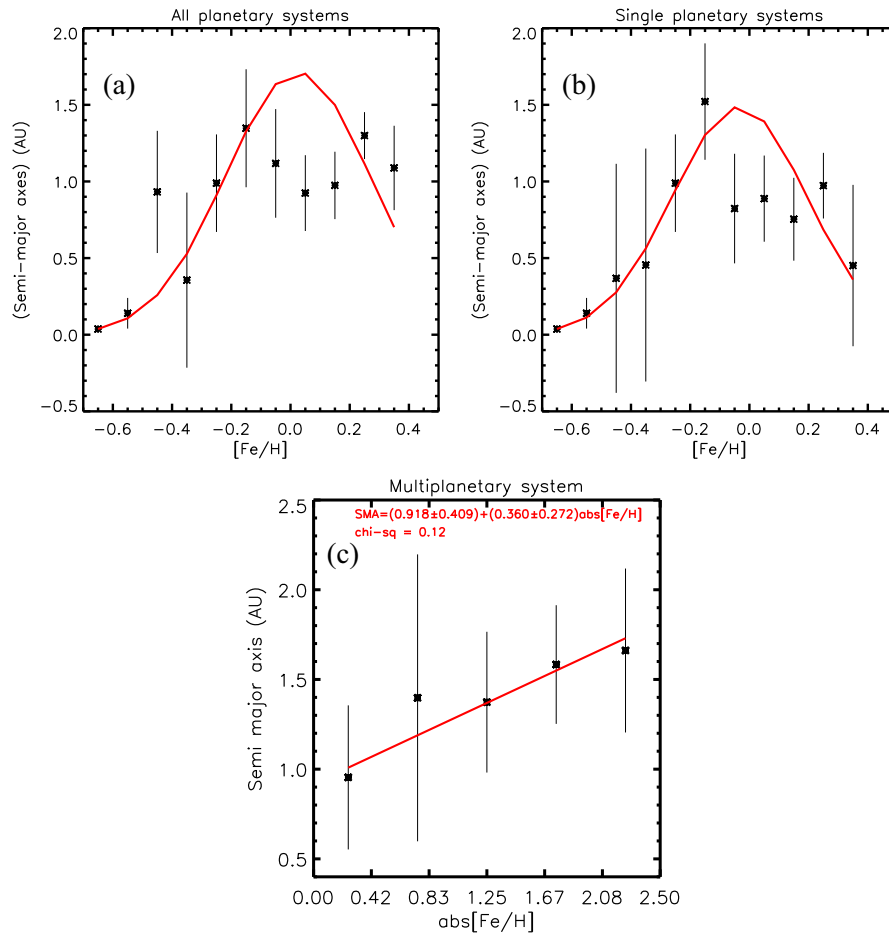 All planetary systems
(a)
(Semi-major axes) (AU)
2.0
1.5
1.0
0.5
0.0
−0.5
−0.6 −0.4 −0.2 0.0 0.2 0.4
[Fe/H]
Single planetary systems
(b)
(Semi-major axes) (AU)
2.0
1.5
1.0
0.5
0.0
−0.5
−0.6 −0.4 −0.2 0.0 0.2 0.4
[Fe/H]
Multiplanetary system
SMA=(0.918±0.409)+(0.360±0.272)abs[Fe/H]
chi-sq = 0.12
(c)
Semi major axis (AU)
2.5
2.0
1.5
1.0
0.5
0.00 0.42 0.83 1.25 1.67 2.08 2.50
abs[Fe/H]